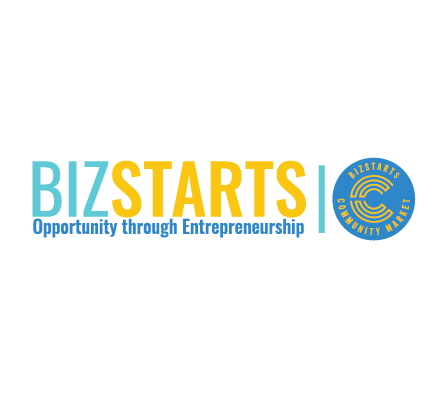 BIZSTARTS
Opportunity through Entrepreneurship
BIZSTARTS
COMMUNITY MARKET